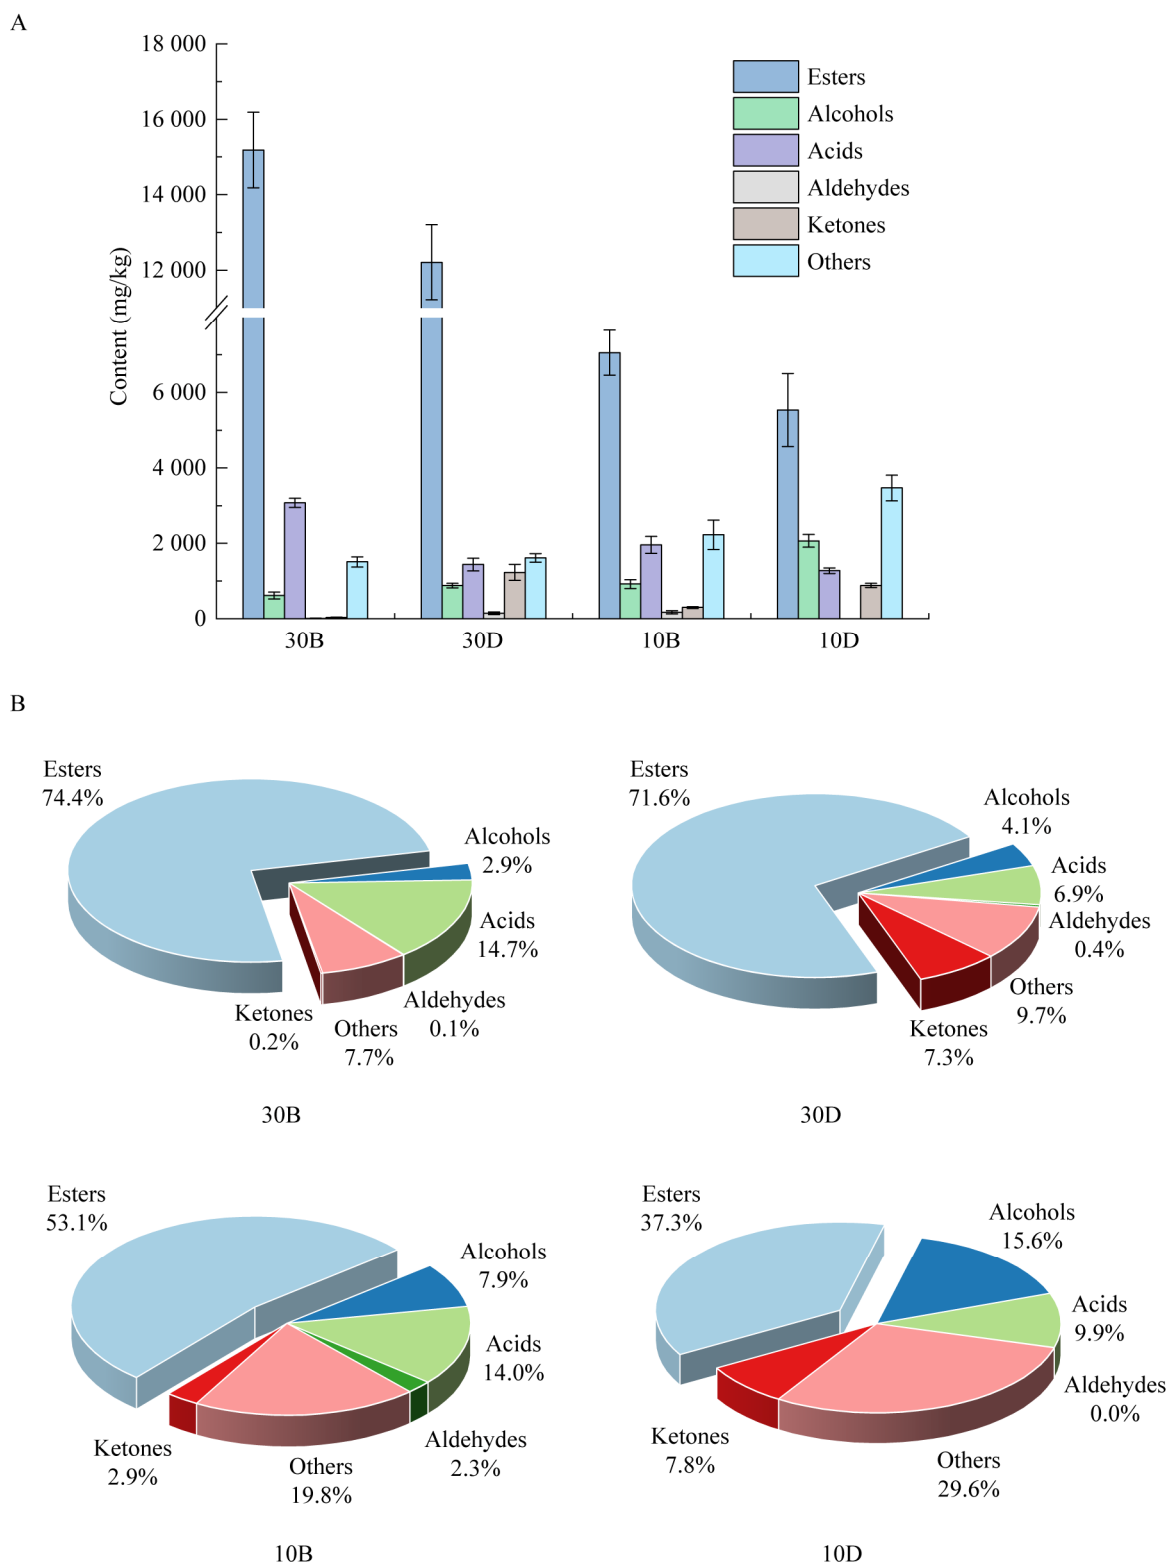 A
18 000
16 000
14 000
12 000
6 000
4 000
2 000
0
Content (mg/kg)
Esters
Alcohols
Acids
Aldehydes
Ketones
Others
30B
30D
10B
10D
B
Esters
74.4%
Alcohols
2.9%
Acids
14.7%
Aldehydes
0.1%
Others
7.7%
Ketones
0.2%
30B
Esters
71.6%
Alcohols
4.1%
Acids
6.9%
Aldehydes
0.4%
Others
9.7%
Ketones
7.3%
30D
Esters
53.1%
Alcohols
7.9%
Acids
14.0%
Aldehydes
2.3%
Others
19.8%
Ketones
2.9%
10B
Esters
37.3%
Alcohols
15.6%
Acids
9.9%
Aldehydes
0.0%
Others
29.6%
Ketones
7.8%
10D